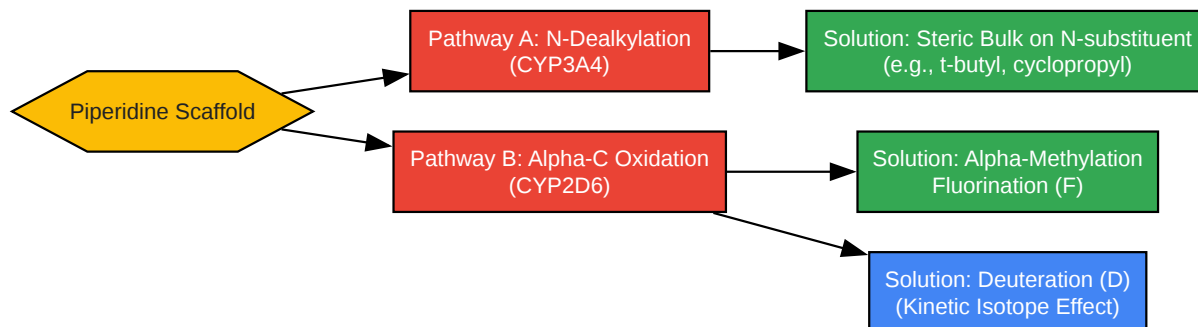 Piperidine Scaffold
Pathway A: N-Dealkylation
(CYP3A4)
Solution: Steric Bulk on N-substituent
(e.g., t-butyl, cyclopropyl)
Pathway B: Alpha-C Oxidation
(CYP2D6)
Solution: Alpha-Methylation
Fluorination (F)
Solution: Deuteration (D)
(Kinetic Isotope Effect)